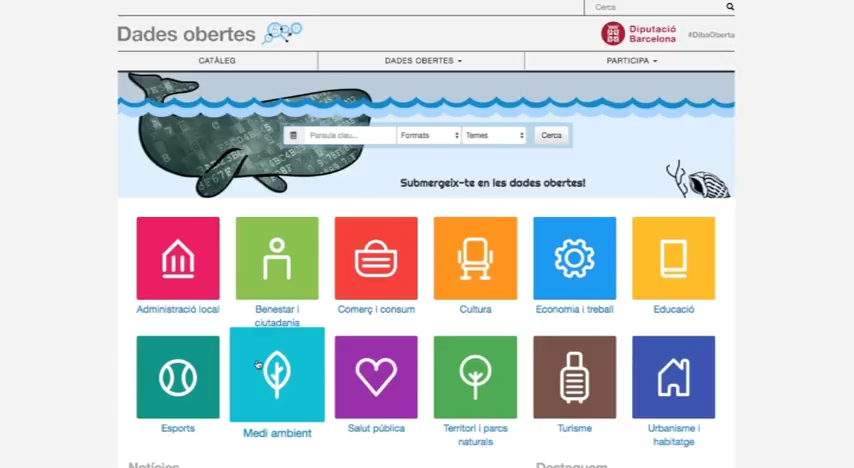 Cerca
Dades obertes
Diputació
Barcelona
#DibaOberta
CATÀLEG
DADES OBERTES
PARTICIPA
Paraula clau...
Formats
Temes
Cerca
Submergeix-te en les dades obertes!
Administració local
Benestar i
ciutadania
Comerç i consum
Cultura
Economia i treball
Educació
Esports
Medi ambient
Salut pública
Territori i parcs
naturals
Turisme
Urbanisme i
habitatge
Notícies
Destaquem